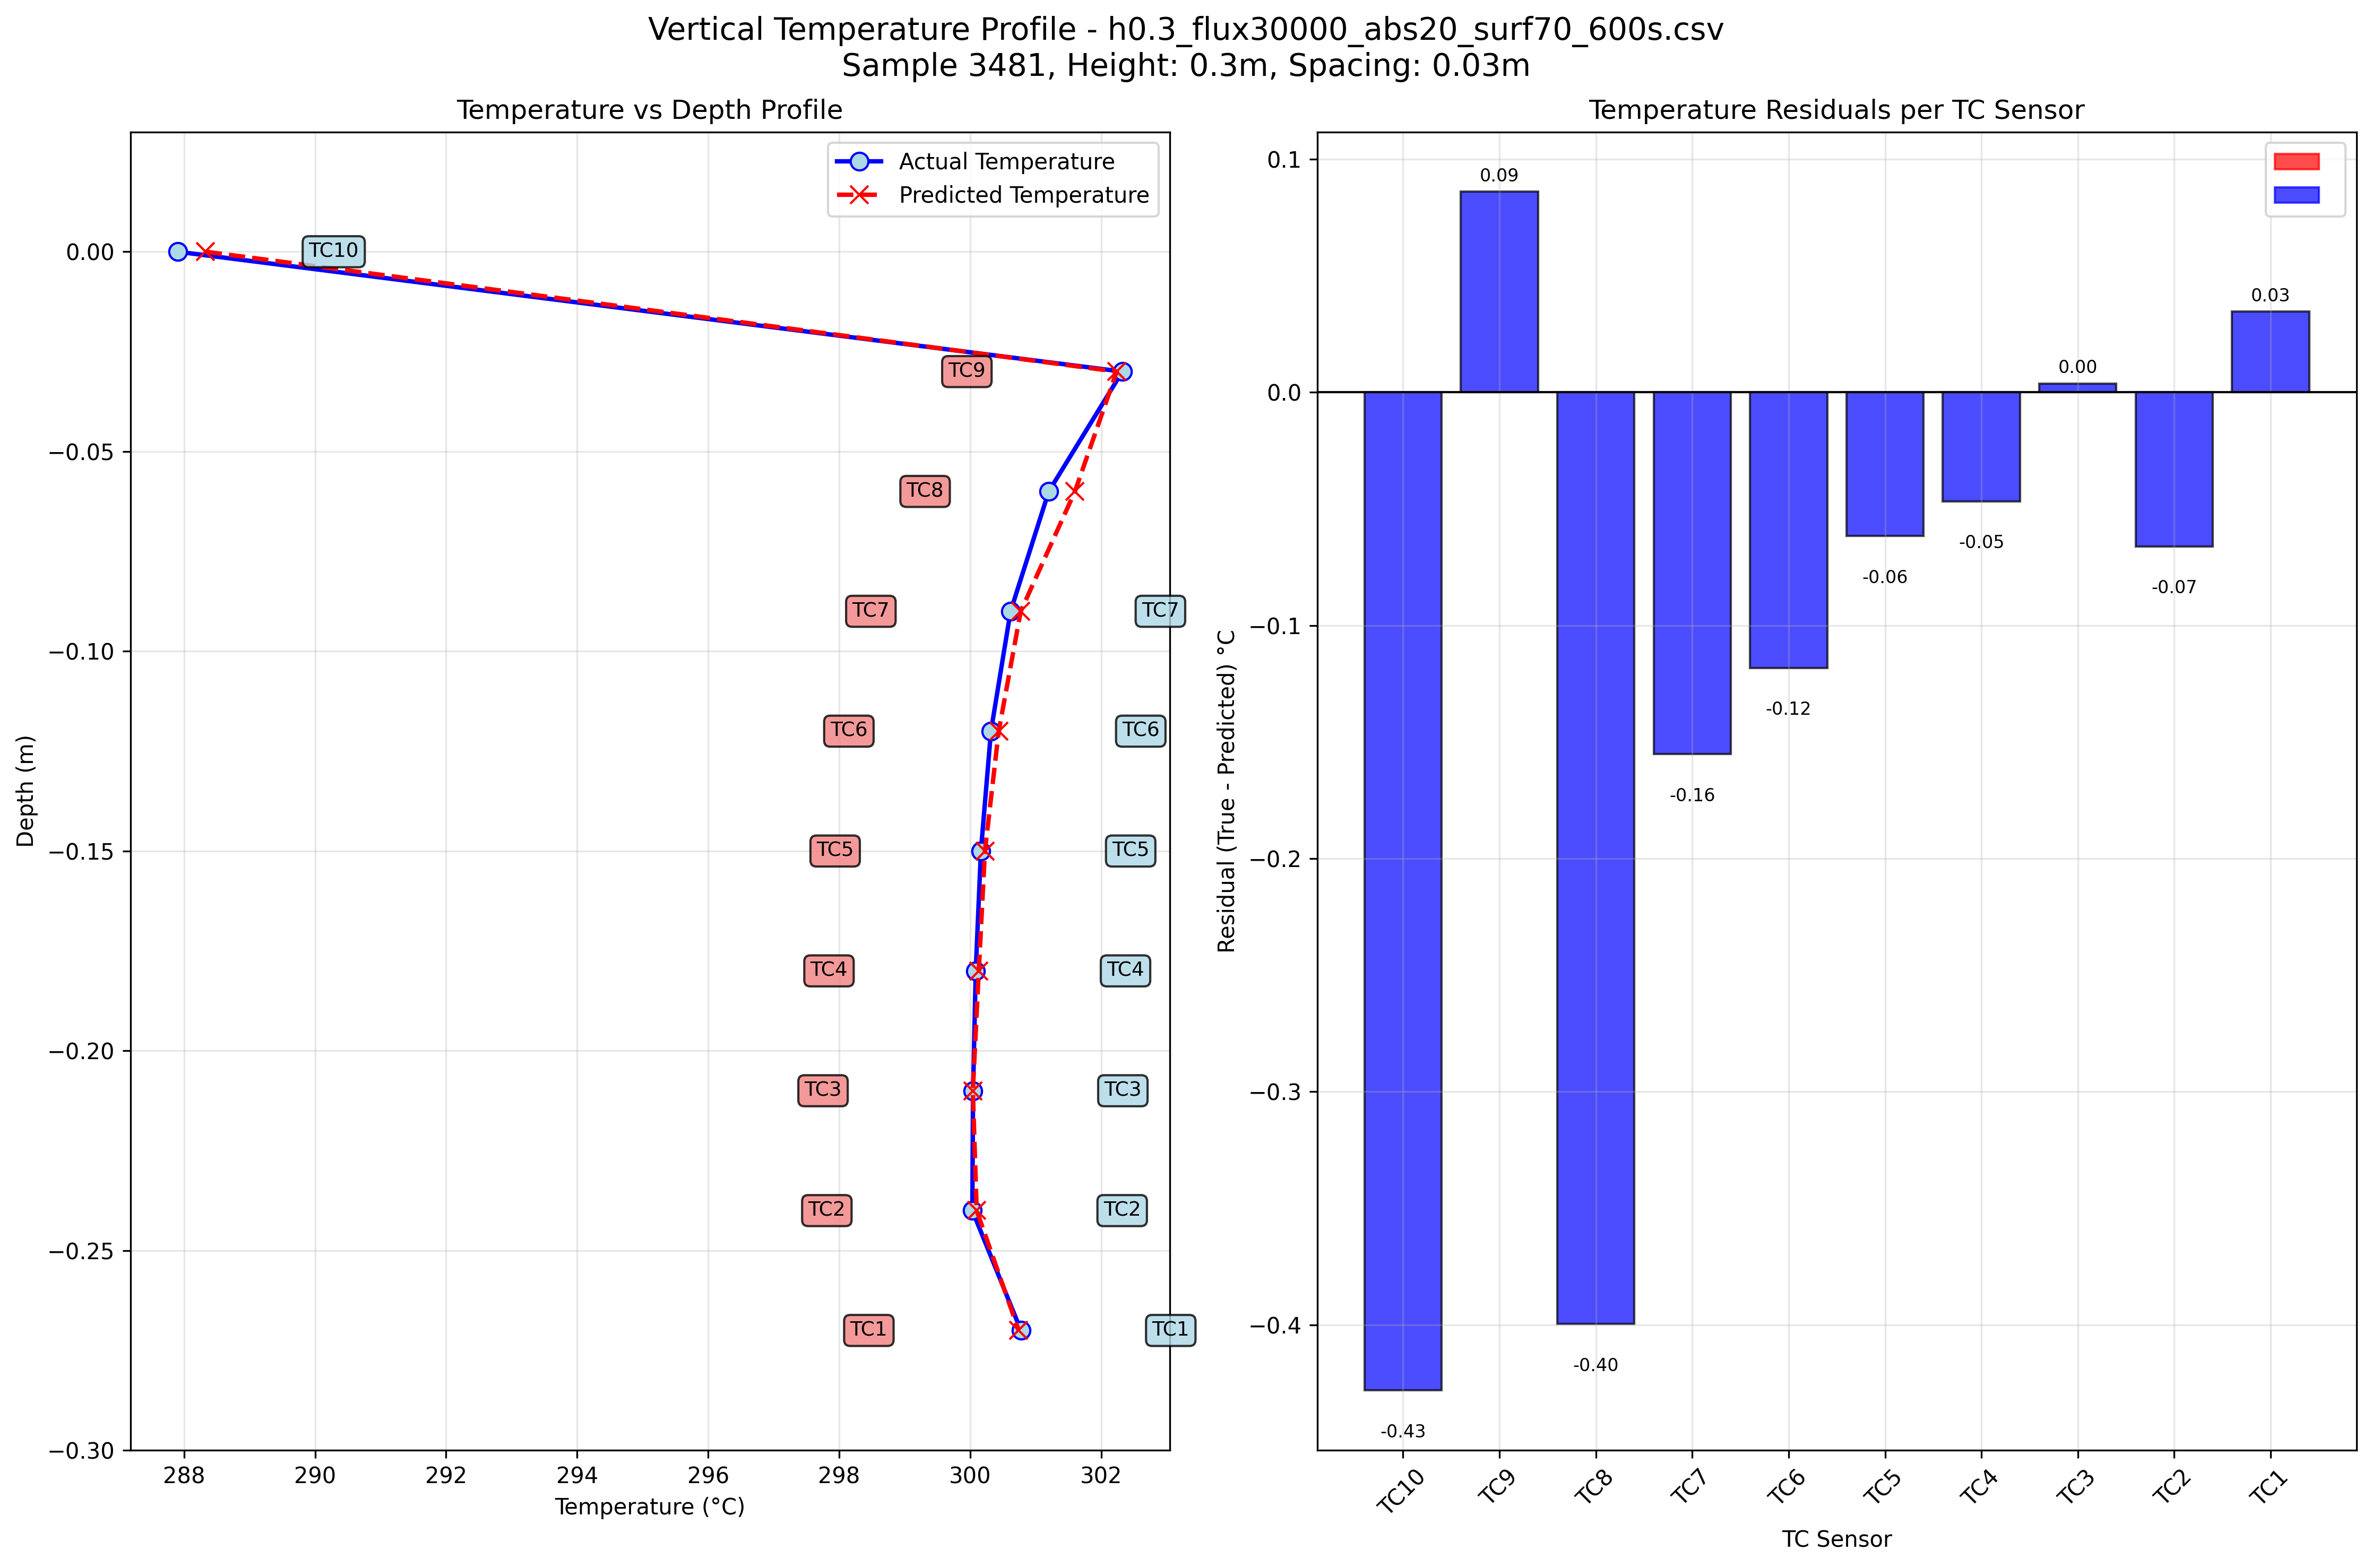 Vertical Temperature Profile - h0.3_flux30000_abs20_surf70_600s.csv
Sample 3481, Height: 0.3m, Spacing: 0.03m
Temperature vs Depth Profile
Actual Temperature
Predicted Temperature
0.00
−0.05
−0.10
−0.15
−0.20
−0.25
−0.30
Depth (m)
TC10
TC9
TC8
TC7
TC7
TC6
TC6
TC5
TC5
TC4
TC4
TC3
TC3
TC2
TC2
TC1
TC1
288
290
292
294
296
298
300
302
Temperature (°C)
Temperature Residuals per TC Sensor
0.1
0.0
−0.1
−0.2
−0.3
−0.4
Residual (True - Predicted) °C
-0.43
0.09
-0.40
-0.16
-0.12
-0.06
-0.05
0.00
-0.07
0.03
TC10
TC9
TC8
TC7
TC6
TC5
TC4
TC3
TC2
TC1
TC Sensor